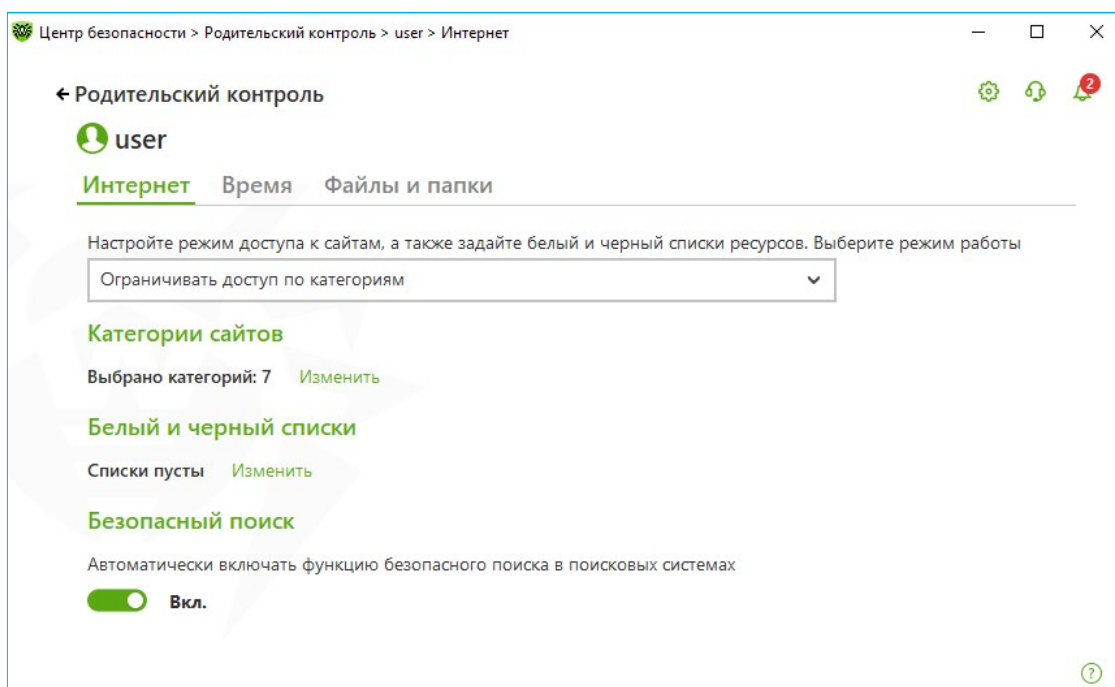 Центр безопасности > Родительский контроль > user > Интернет
Родительский контроль
2
user
Интернет Время Файлы и папки
Настройте режим доступа к сайтам, а также задайте белый и черный списки ресурсов. Выберите режим работы
Ограничивать доступ по категориям
Категории сайтов
Выбрано категорий: 7 Изменить
Белый и черный списки
Списки пусты Изменить
Безопасный поиск
Автоматически включать функцию безопасного поиска в поисковых системах
Вкл.
?